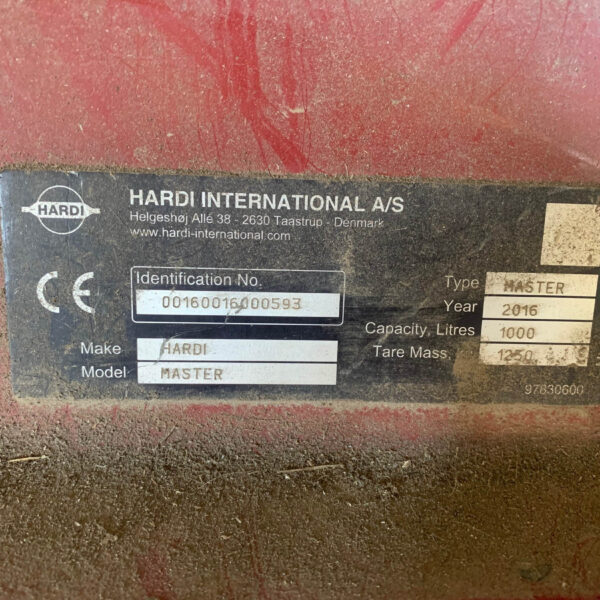 HARDI
HARDI INTERNATIONAL A/S
Helgeshøj Allé 38 - 2630 Taastrup - Denmark
www.hardi-international.com
CE
Identification No.
00160016000593
Make HARDI
Model MASTER
Type MASTER
Year 2016
Capacity, Litres 1000
Tare Mass, 1250
97830600